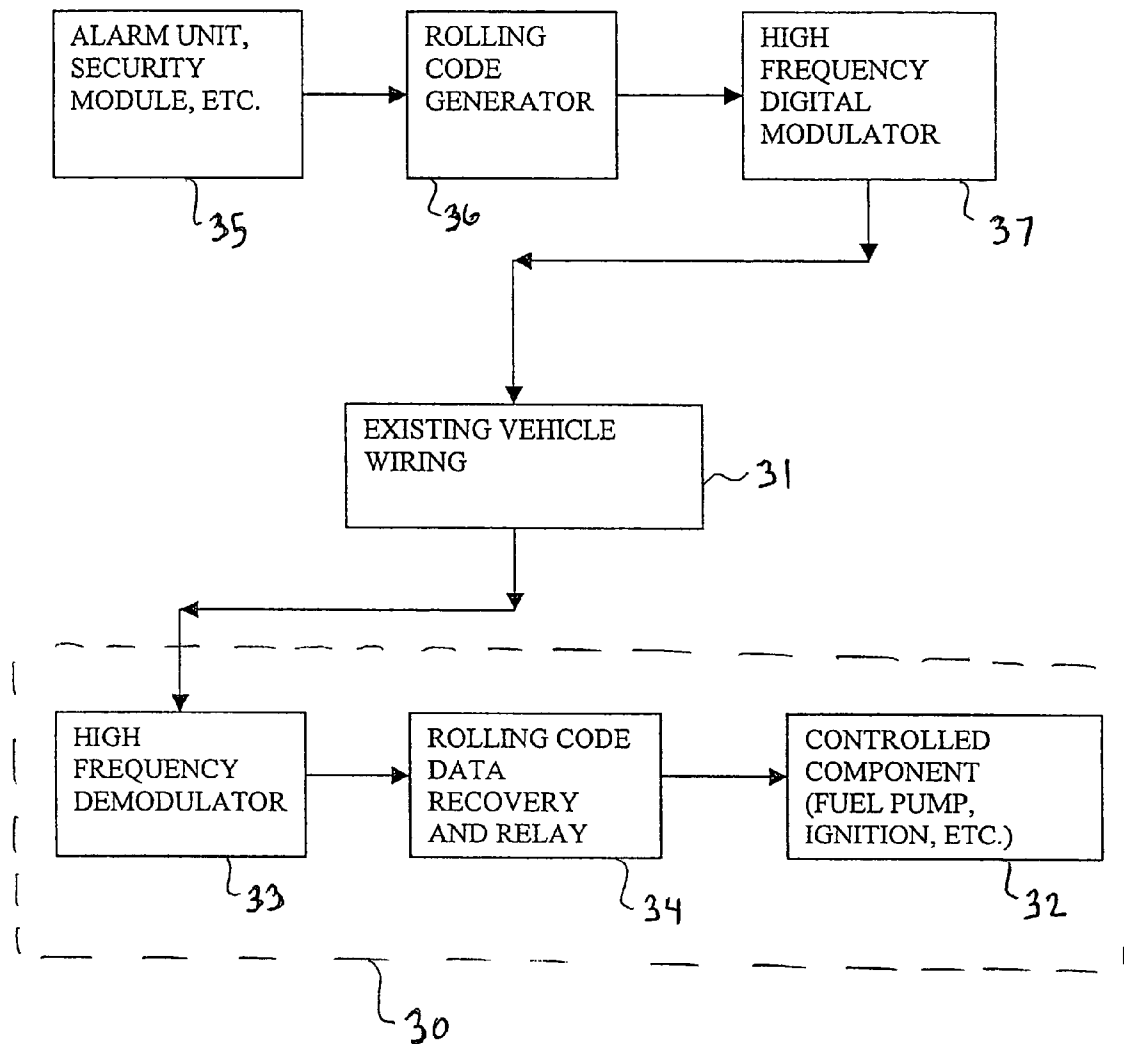 ALARM UNIT,
SECURITY
MODULE, ETC.
35
ROLLING
CODE
GENERATOR
36
HIGH
FREQUENCY
DIGITAL
MODULATOR
37
EXISTING VEHICLE
WIRING
31
HIGH
FREQUENCY
DEMODULATOR
33
ROLLING CODE
DATA
RECOVERY
AND RELAY
34
CONTROLLED
COMPONENT
(FUEL PUMP,
IGNITION, ETC.)
32
30